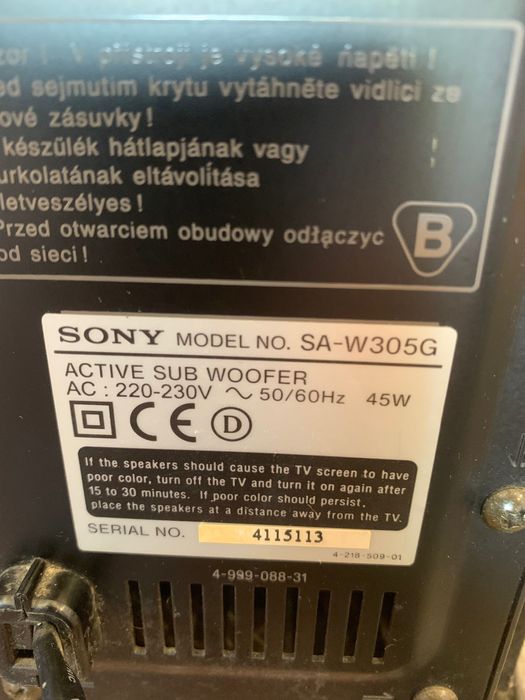 zor ! V přístroji je vysoké napětí !
ed sejmutim krytu vytáhněte vidlici ze
ové zásuvky !
készülék hátlapjának vagy
urkolatának eltávolítása
letveszélyes !
Przed otwarciem obudowy odłączyc
od sieci !
!
B
SONY MODEL NO. SA-W305G
ACTIVE SUB WOOFER
AC : 220-230V ~ 50/60Hz 45W
CE D
If the speakers should cause the TV screen to have
poor color, turn off the TV and turn it on again after
15 to 30 minutes. If poor color should persist,
place the speakers at a distance away from the TV.
SERIAL NO. 4115113
4-218-509-01
4-999-088-31